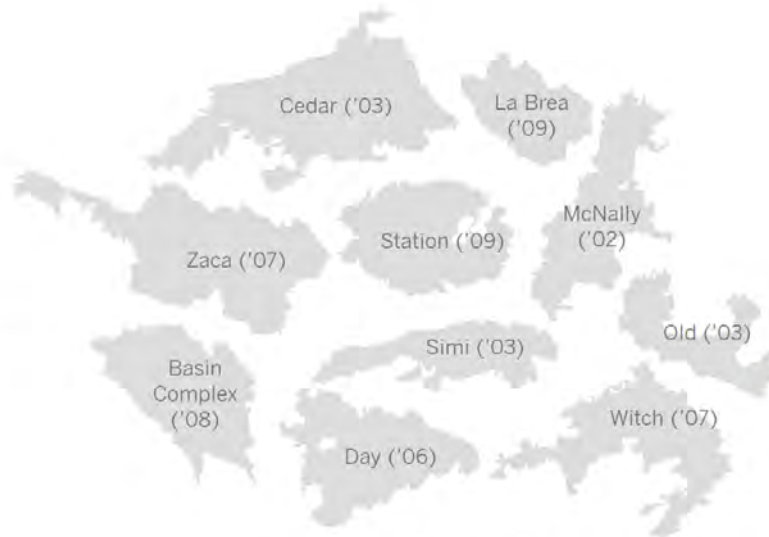 Cedar ('03)
La Brea
('09)
McNally
('02)
Station ('09)
Zaca ('07)
Old ('03)
Simi ('03)
Basin
Complex
('08)
Witch ('07)
Day ('06)